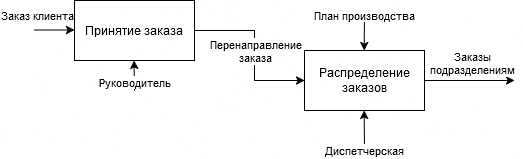 Заказ клиента
Принятие заказа
Руководитель
Перенаправление
заказа
План производства
Распределение
заказов
Диспетчерская
Заказы
подразделениям